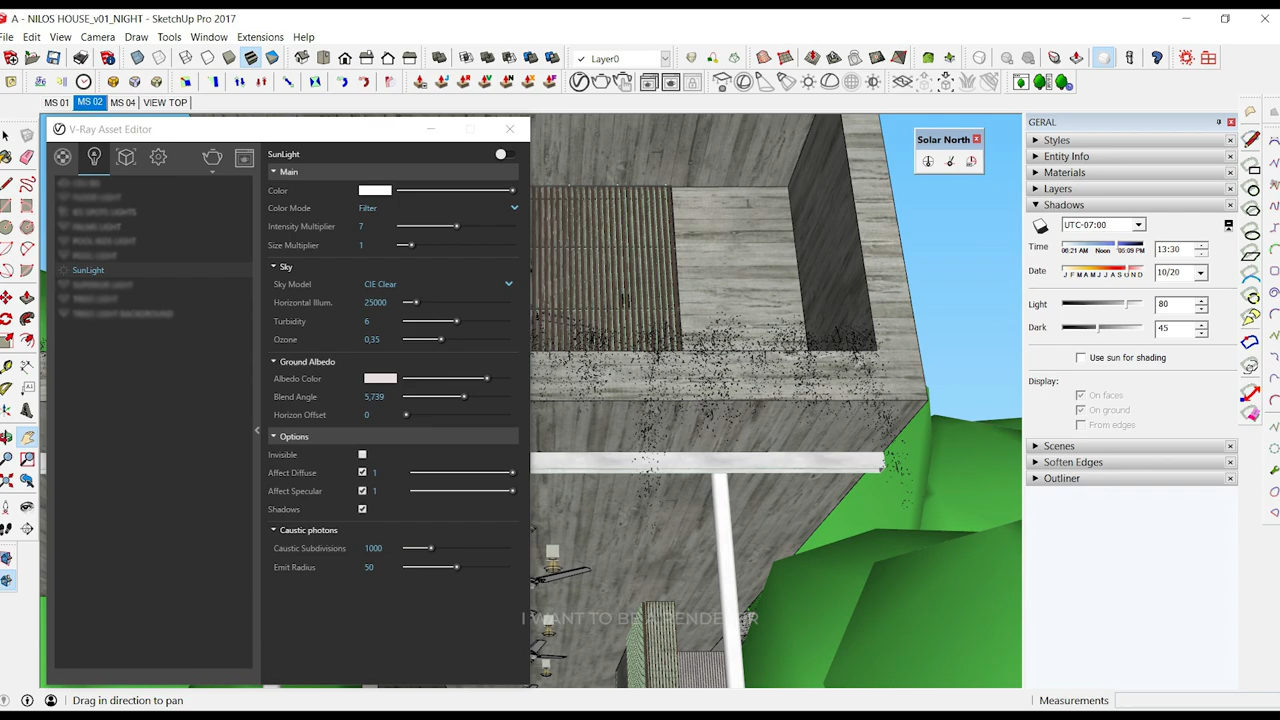 A - NILOS HOUSE_v01_NIGHT - SketchUp Pro 2017
File Edit View Camera Draw Tools Window Extensions Help
Layer0
MS 01 MS 02 MS 04 VIEW TOP
V-Ray Asset Editor
SunLight
SunLight
Main
Color
Color Mode Filter
Intensity Multiplier 7
Size Multiplier 1
Sky
Sky Model CIE Clear
Horizontal Illum. 25000
Turbidity 6
Ozone 0,35
Ground Albedo
Albedo Color
Blend Angle 5,739
Horizon Offset 0
Options
Invisible
Affect Diffuse 1
Affect Specular 1
Shadows
Caustic photons
Caustic Subdivisions 1000
Emit Radius 50
Solar North
I WANT TO BE A RENDEROR
GERAL
Styles
Entity Info
Materials
Layers
Shadows
UTC-07:00
Time 06:21 AM Noon 05:09 PM 13:30
Date J F M A M J J A S O N D 10/20
Light 80
Dark 45
Use sun for shading
Display:
On faces
On ground
From edges
Scenes
Soften Edges
Outliner
Drag in direction to pan
Measurements